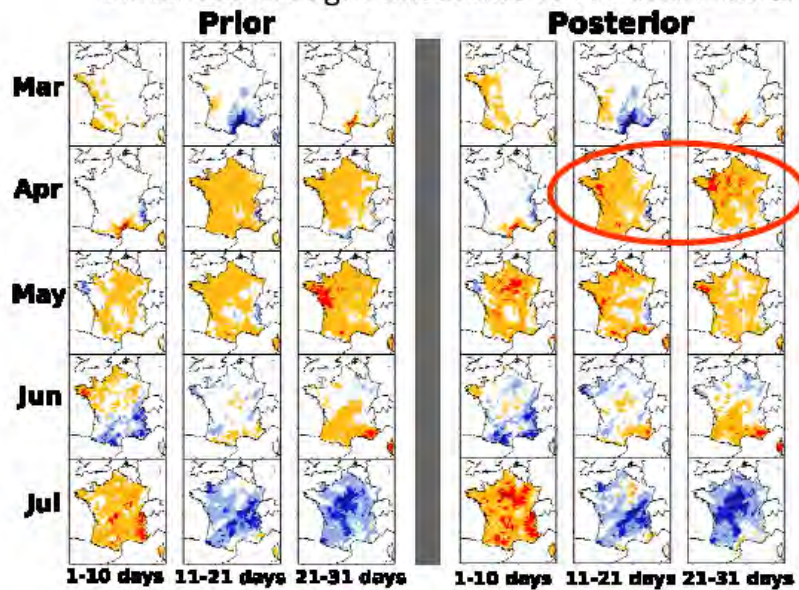 Prior Posterior
Mar
Apr
May
Jun
Jul
1-10 days 11-21 days 21-31 days 1-10 days 11-21 days 21-31 days